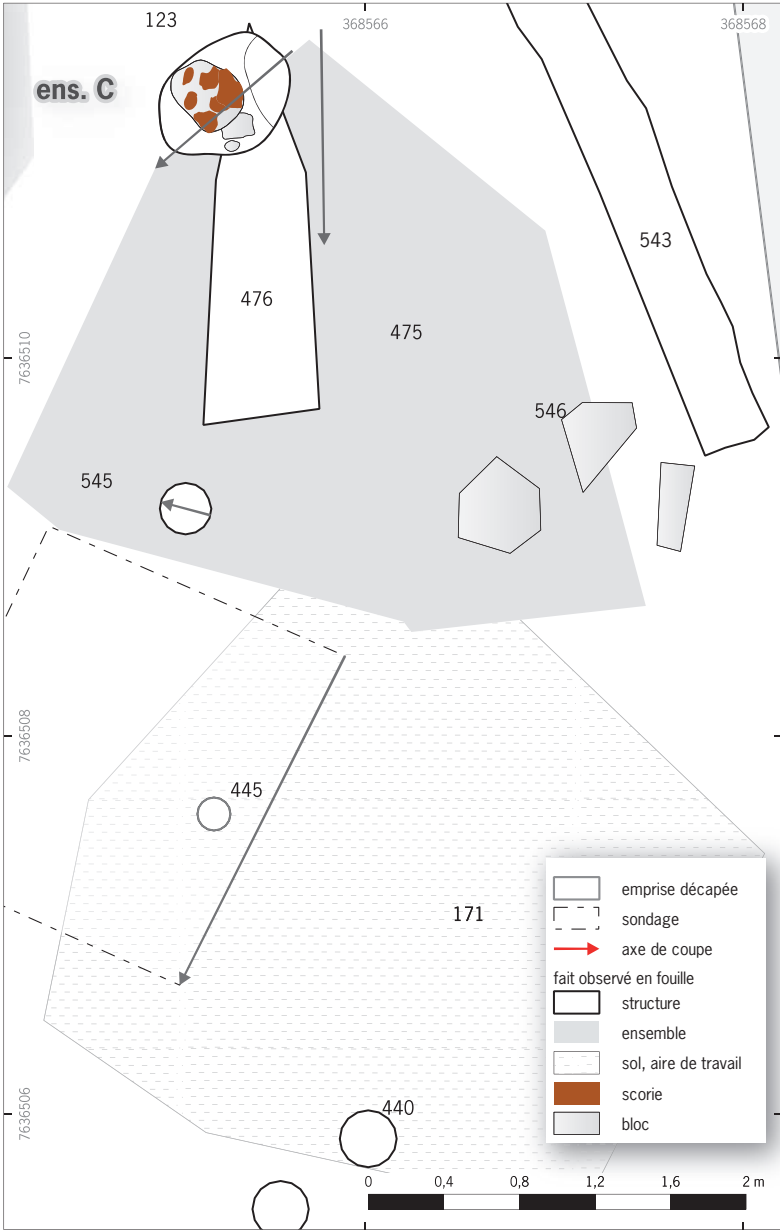 123
368566
368568
ens. C
543
476
475
7636510
546
545
7636508
445
171
emprise décapée
sondage
axe de coupe
fait observé en fouille
structure
ensemble
sol, aire de travail
scorie
bloc
7636506
440
0 0,4 0,8 1,2 1,6 2 m